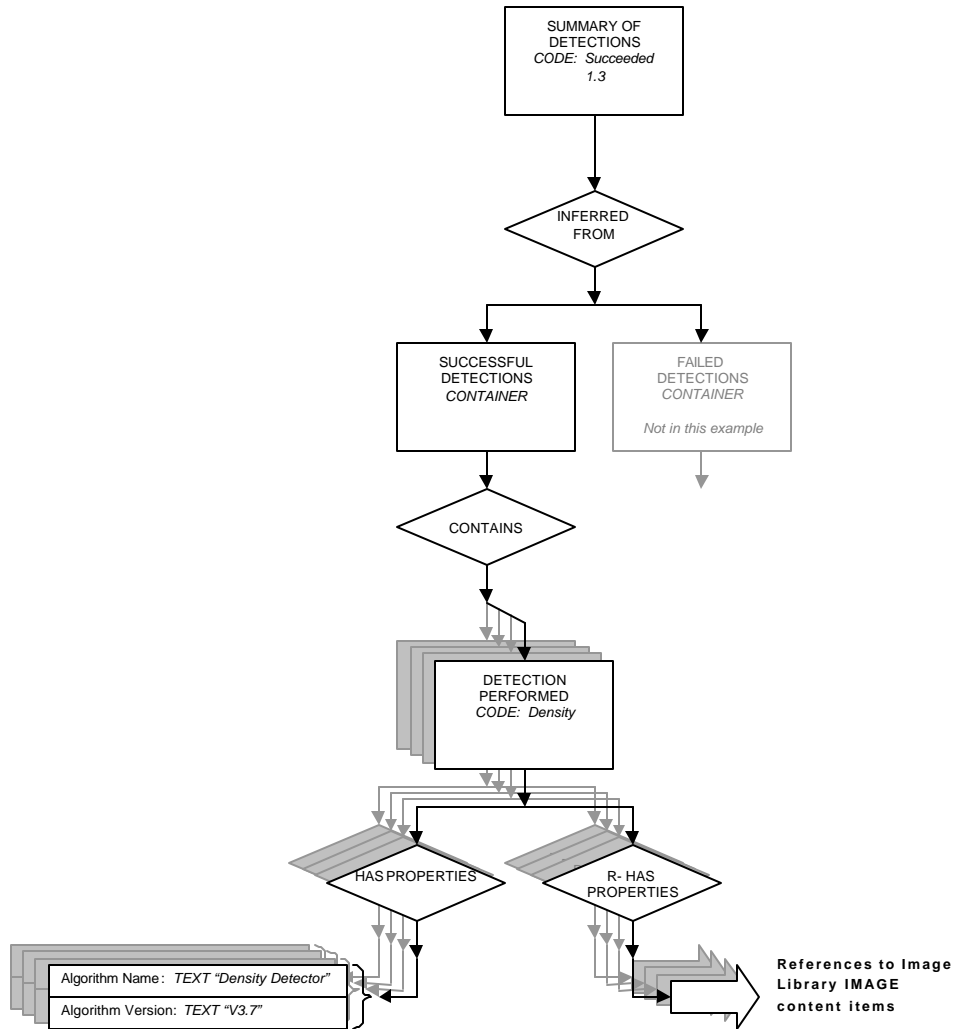 SUMMARY OF
DETECTIONS
CODE: Succeeded
1.3
INFERRED
FROM
SUCCESSFUL
DETECTIONS
CONTAINER
FAILED
DETECTIONS
CONTAINER
Not in this example
CONTAINS
DETECTION
PERFORMED
CODE: Density
HAS PROPERTIES
R- HAS
PROPERTIES
Algorithm Name: TEXT “Density Detector”
Algorithm Version: TEXT “V3.7”
References to Image
Library IMAGE
content items